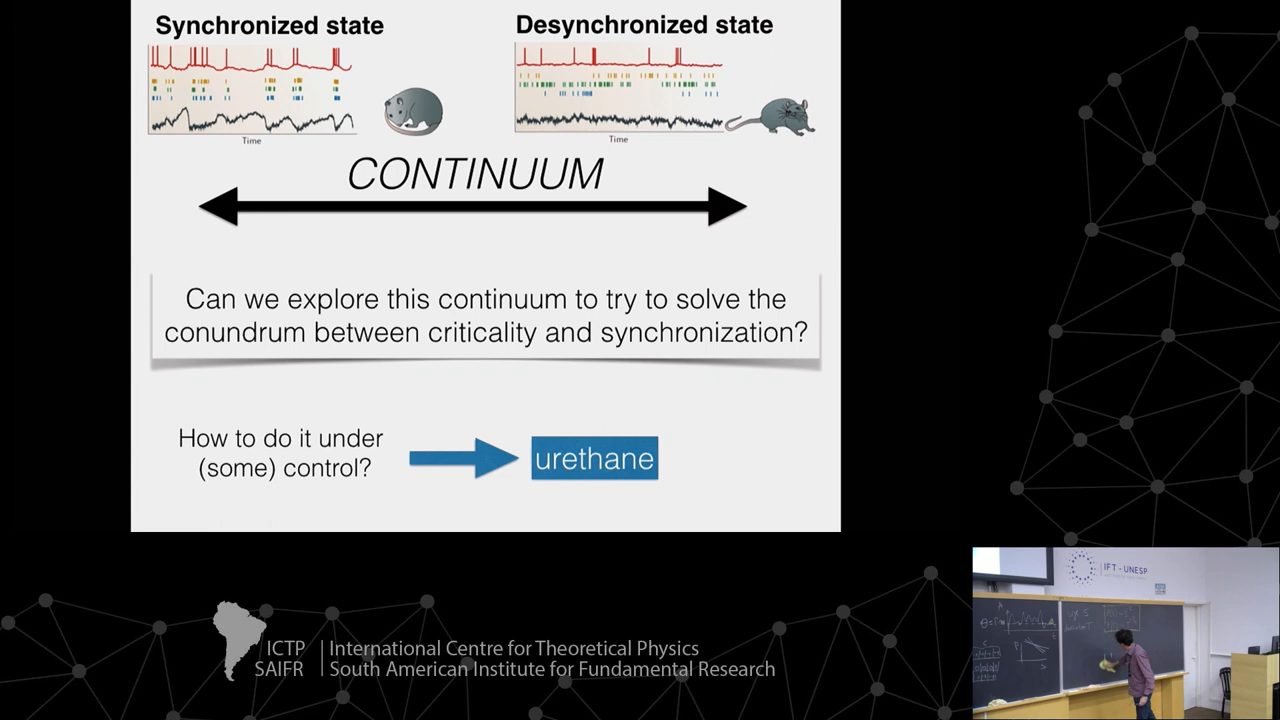 Synchronized state
Desynchronized state
Time
Time
CONTINUUM
Can we explore this continuum to try to solve the
conundrum between criticality and synchronization?
How to do it under
(some) control?
urethane
ICTP
SAIFR
International Centre for Theoretical Physics
South American Institute for Fundamental Research
IFT - UNESP